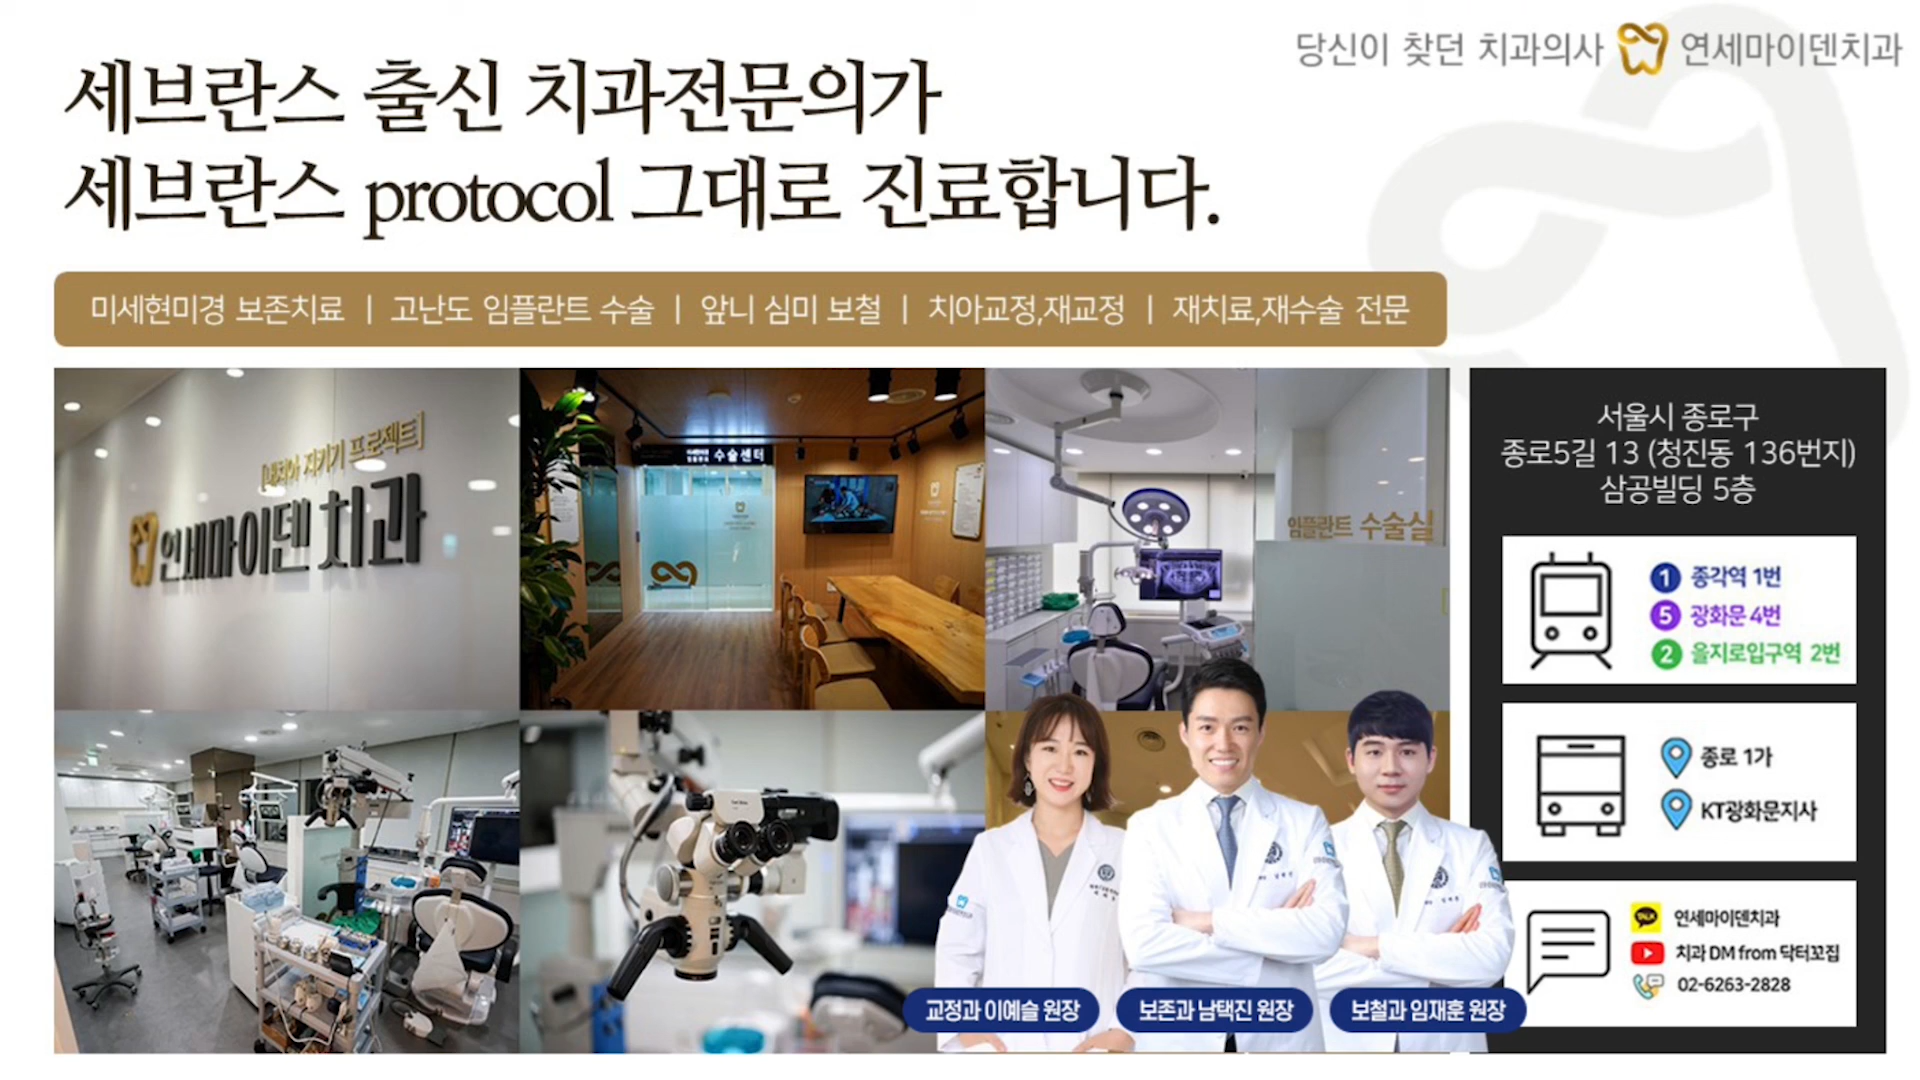 당신이 찾던 치과의사 연세마이덴치과
세브란스 출신 치과전문의가
세브란스 protocol 그대로 진료합니다.
미세현미경 보존치료 | 고난도 임플란트 수술 | 앞니 심미 보철 | 치아교정,재교정 | 재치료,재수술 전문
지키기 프로젝트]
연세마이덴 치과
수술센터
임플란트 수술실
서울시 종로구
종로5길 13 (청진동 136번지)
삼공빌딩 5층
1 종각역 1번
5 광화문 4번
2 을지로입구역 2번
종로 1가
KT광화문지사
TALK 연세마이덴치과
치과 DM from 닥터꼬집
02-6263-2828
교정과 이예슬 원장
보존과 남택진 원장
보철과 임재훈 원장